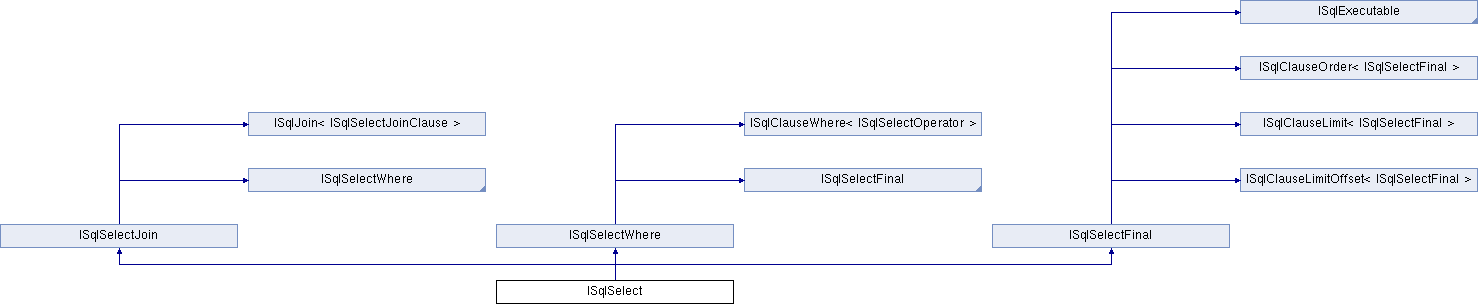 ISqlExecutable
ISqlClauseOrder< ISqlSelectFinal >
ISqlJoin< ISqlSelectJoinClause >
ISqlClauseWhere< ISqlSelectOperator >
ISqlClauseLimit< ISqlSelectFinal >
ISqlSelectWhere
ISqlSelectFinal
ISqlClauseLimitOffset< ISqlSelectFinal >
ISqlSelectJoin
ISqlSelectWhere
ISqlSelectFinal
ISqlSelect